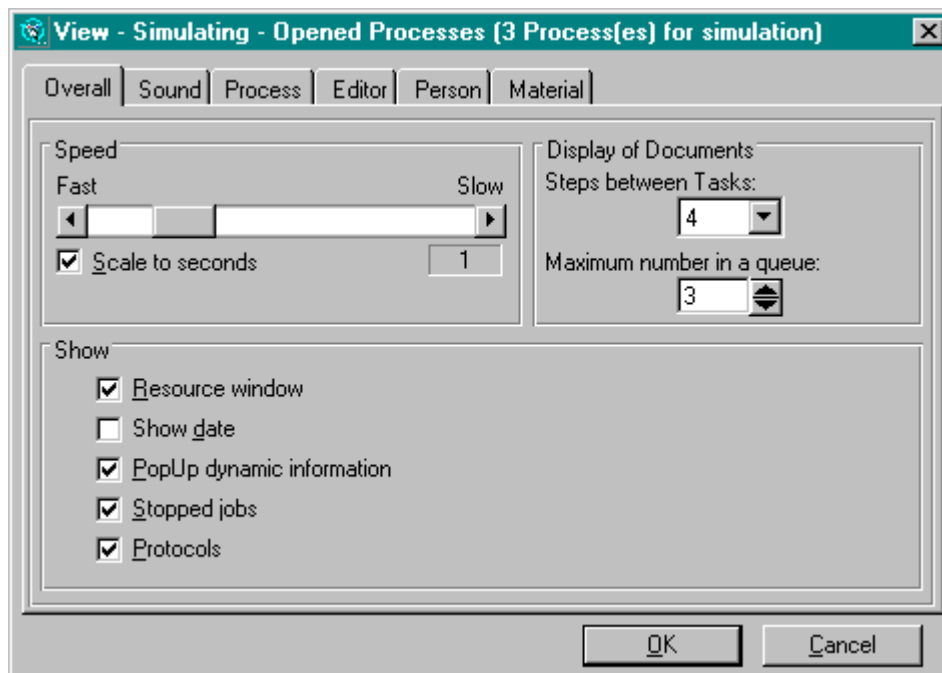 View - Simulating - Opened Processes (3 Process(es) for simulation)
Overall Sound Process Editor Person Material
Speed
Fast Slow
Scale to seconds 1
Display of Documents
Steps between Tasks:
4
Maximum number in a queue:
3
Show
Resource window
Show date
PopUp dynamic information
Stopped jobs
Protocols
OK Cancel